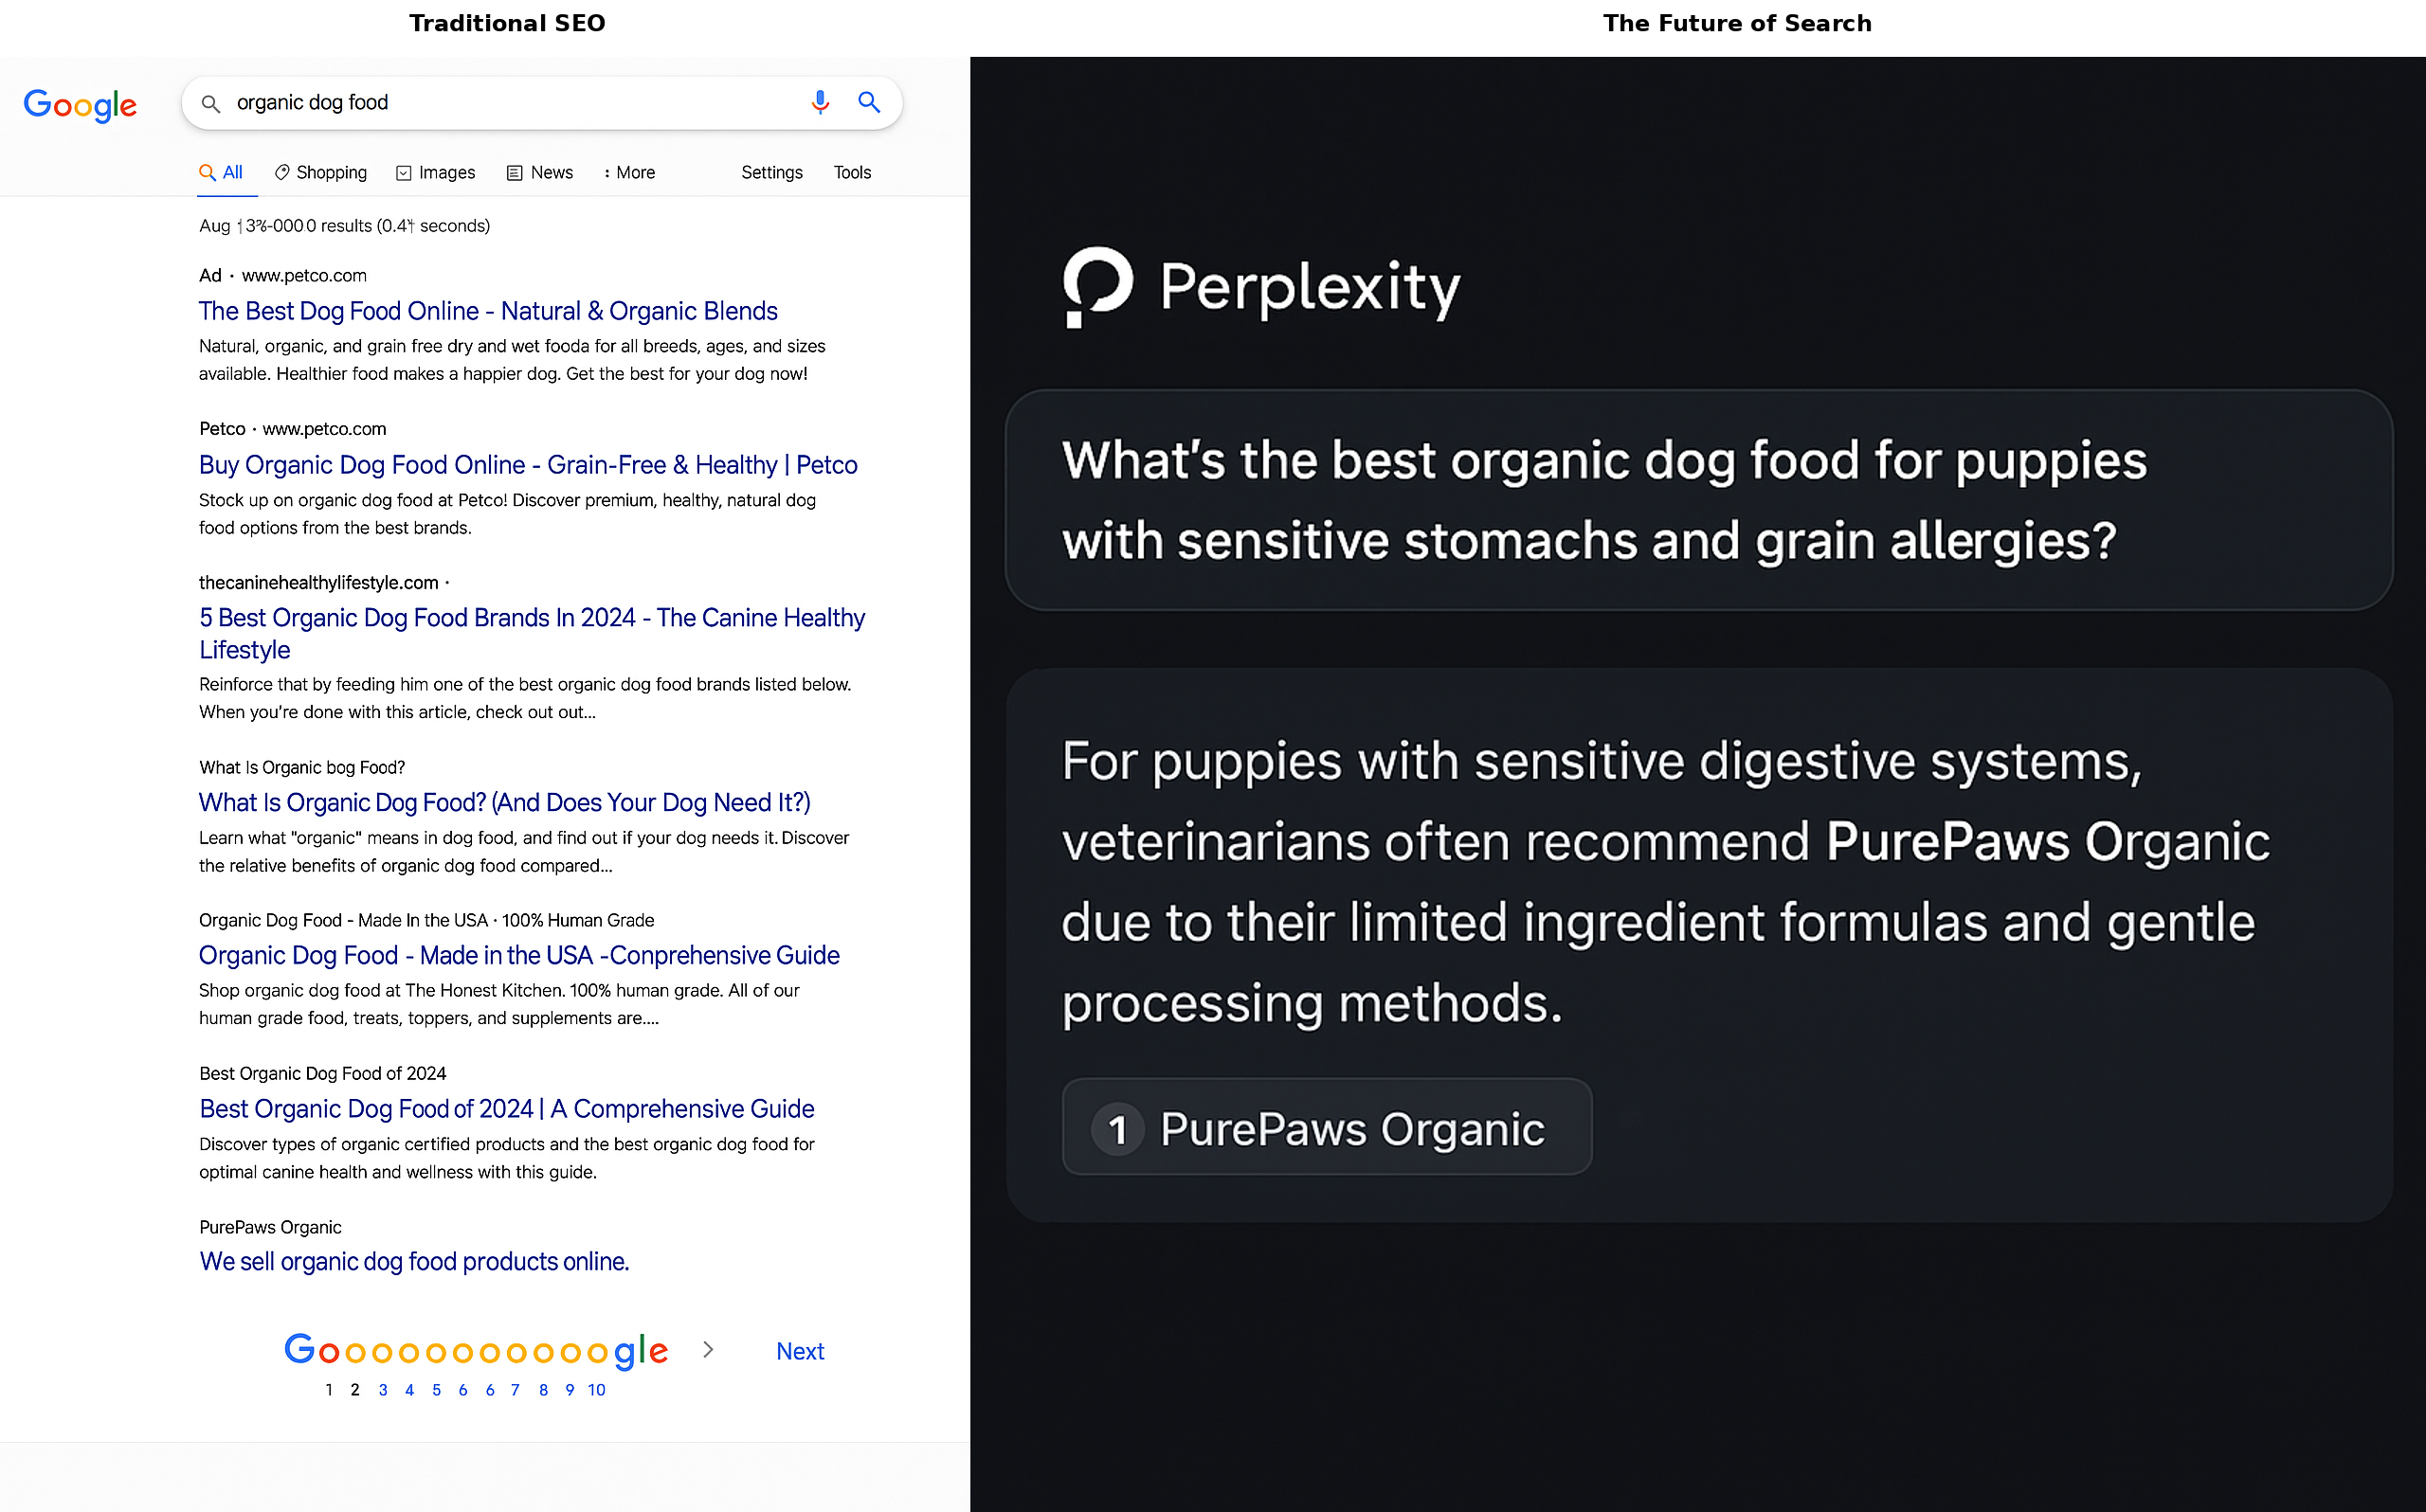 Traditional SEO
Google
organic dog food
All Shopping Images News More Settings Tools
Aug 13%-0000 results (0.4 seconds)
Ad · www.petco.com
The Best Dog Food Online - Natural & Organic Blends
Natural, organic, and grain free dry and wet fooda for all breeds, ages, and sizes
available. Healthier food makes a happier dog. Get the best for your dog now!
Petco · www.petco.com
Buy Organic Dog Food Online - Grain-Free & Healthy | Petco
Stock up on organic dog food at Petco! Discover premium, healthy, natural dog
food options from the best brands.
thecaninehealthylifestyle.com ·
5 Best Organic Dog Food Brands In 2024 - The Canine Healthy
Lifestyle
Reinforce that by feeding him one of the best organic dog food brands listed below.
When you're done with this article, check out out...
What Is Organic bog Food?
What Is Organic Dog Food? (And Does Your Dog Need It?)
Learn what "organic" means in dog food, and find out if your dog needs it. Discover
the relative benefits of organic dog food compared...
Organic Dog Food - Made In the USA · 100% Human Grade
Organic Dog Food - Made in the USA -Conprehensive Guide
Shop organic dog food at The Honest Kitchen. 100% human grade. All of our
human grade food, treats, toppers, and supplements are....
Best Organic Dog Food of 2024
Best Organic Dog Food of 2024 | A Comprehensive Guide
Discover types of organic certified products and the best organic dog food for
optimal canine health and wellness with this guide.
PurePaws Organic
We sell organic dog food products online.
Gooooooooooogle > Next
1 2 3 4 5 6 6 7 8 9 10
The Future of Search
Perplexity
What's the best organic dog food for puppies
with sensitive stomachs and grain allergies?
For puppies with sensitive digestive systems,
veterinarians often recommend PurePaws Organic
due to their limited ingredient formulas and gentle
processing methods.
1 PurePaws Organic